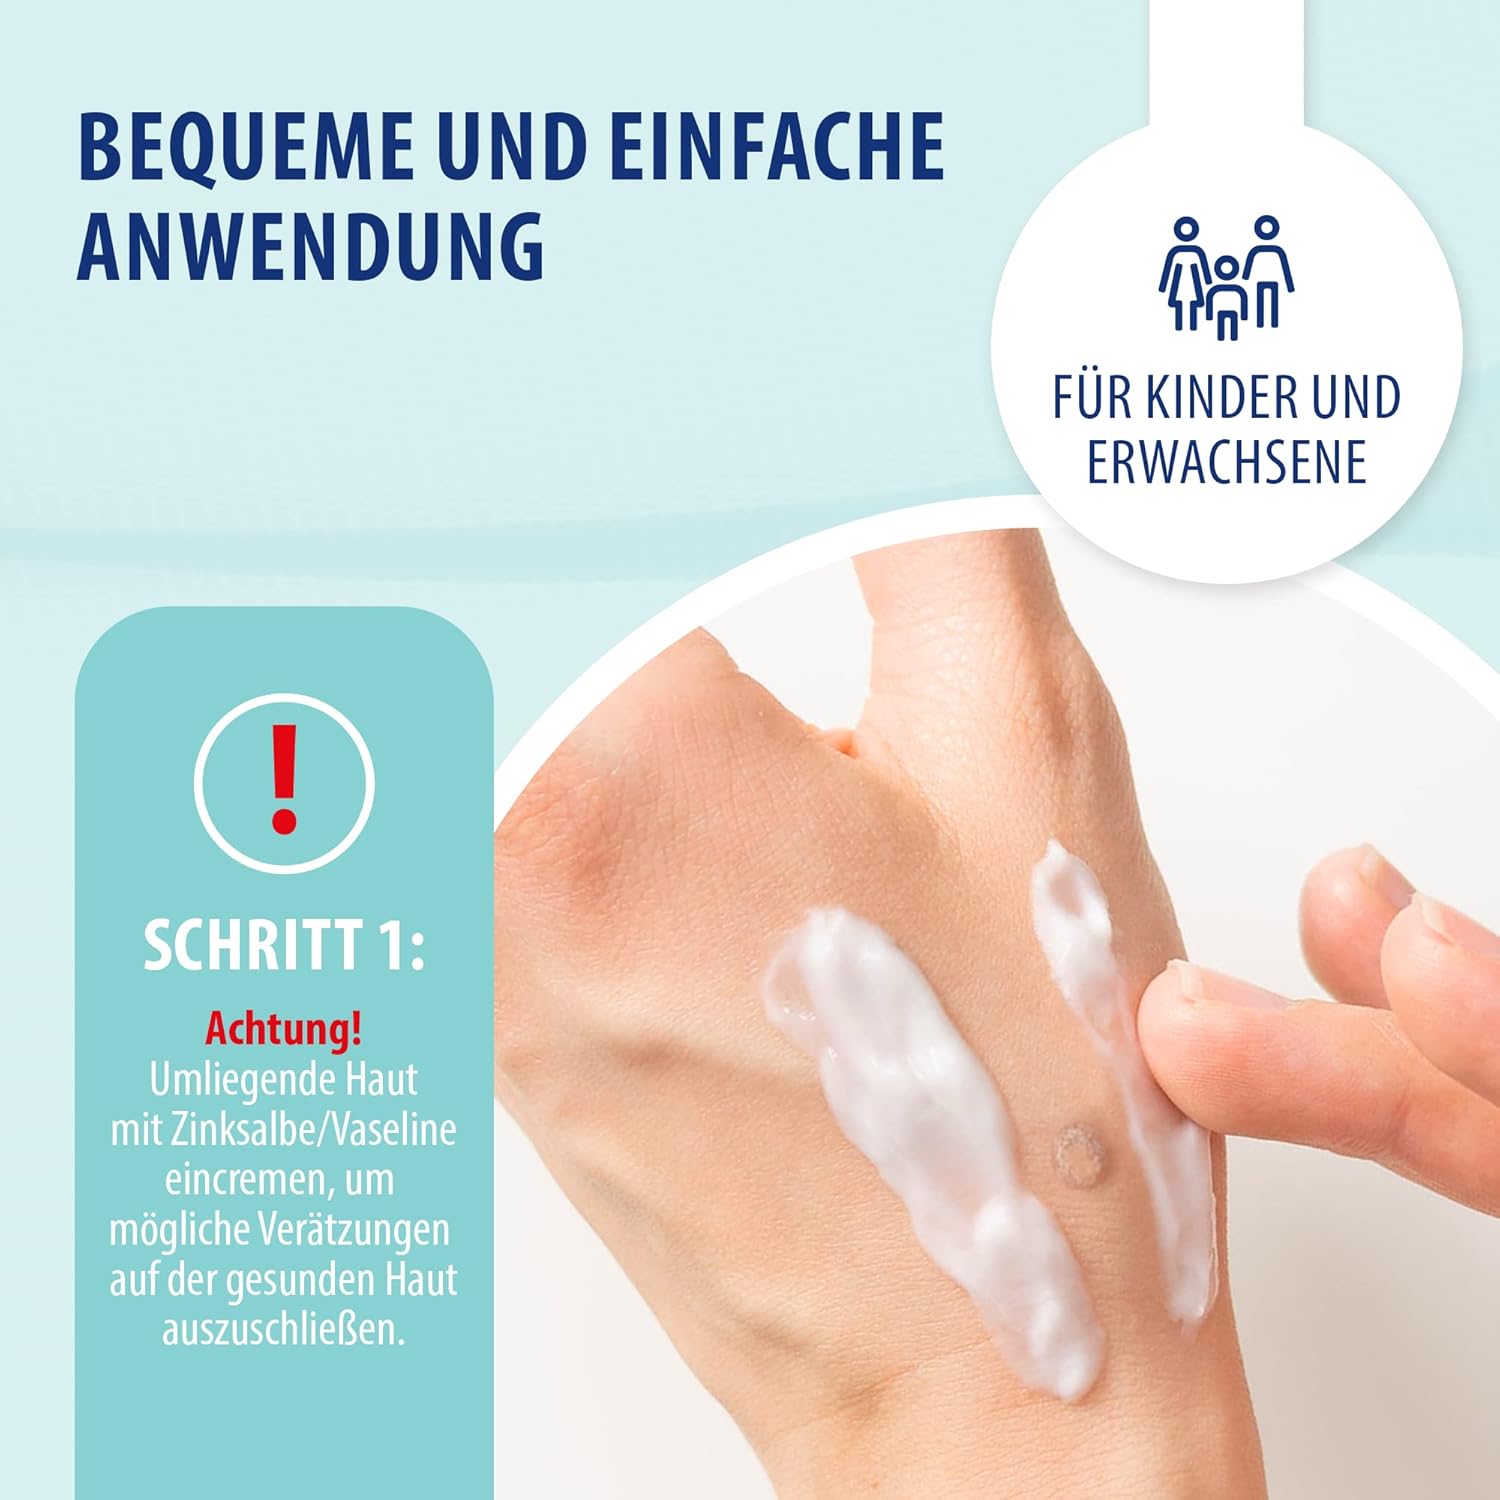 BEQUEME UND EINFACHE
ANWENDUNG
FÜR KINDER UND
ERWACHSENE
!
SCHRITT 1:
Achtung!
Umliegende Haut
mit Zinksalbe/Vaseline
eincremen, um
mögliche Verätzungen
auf der gesunden Haut
auszuschließen.